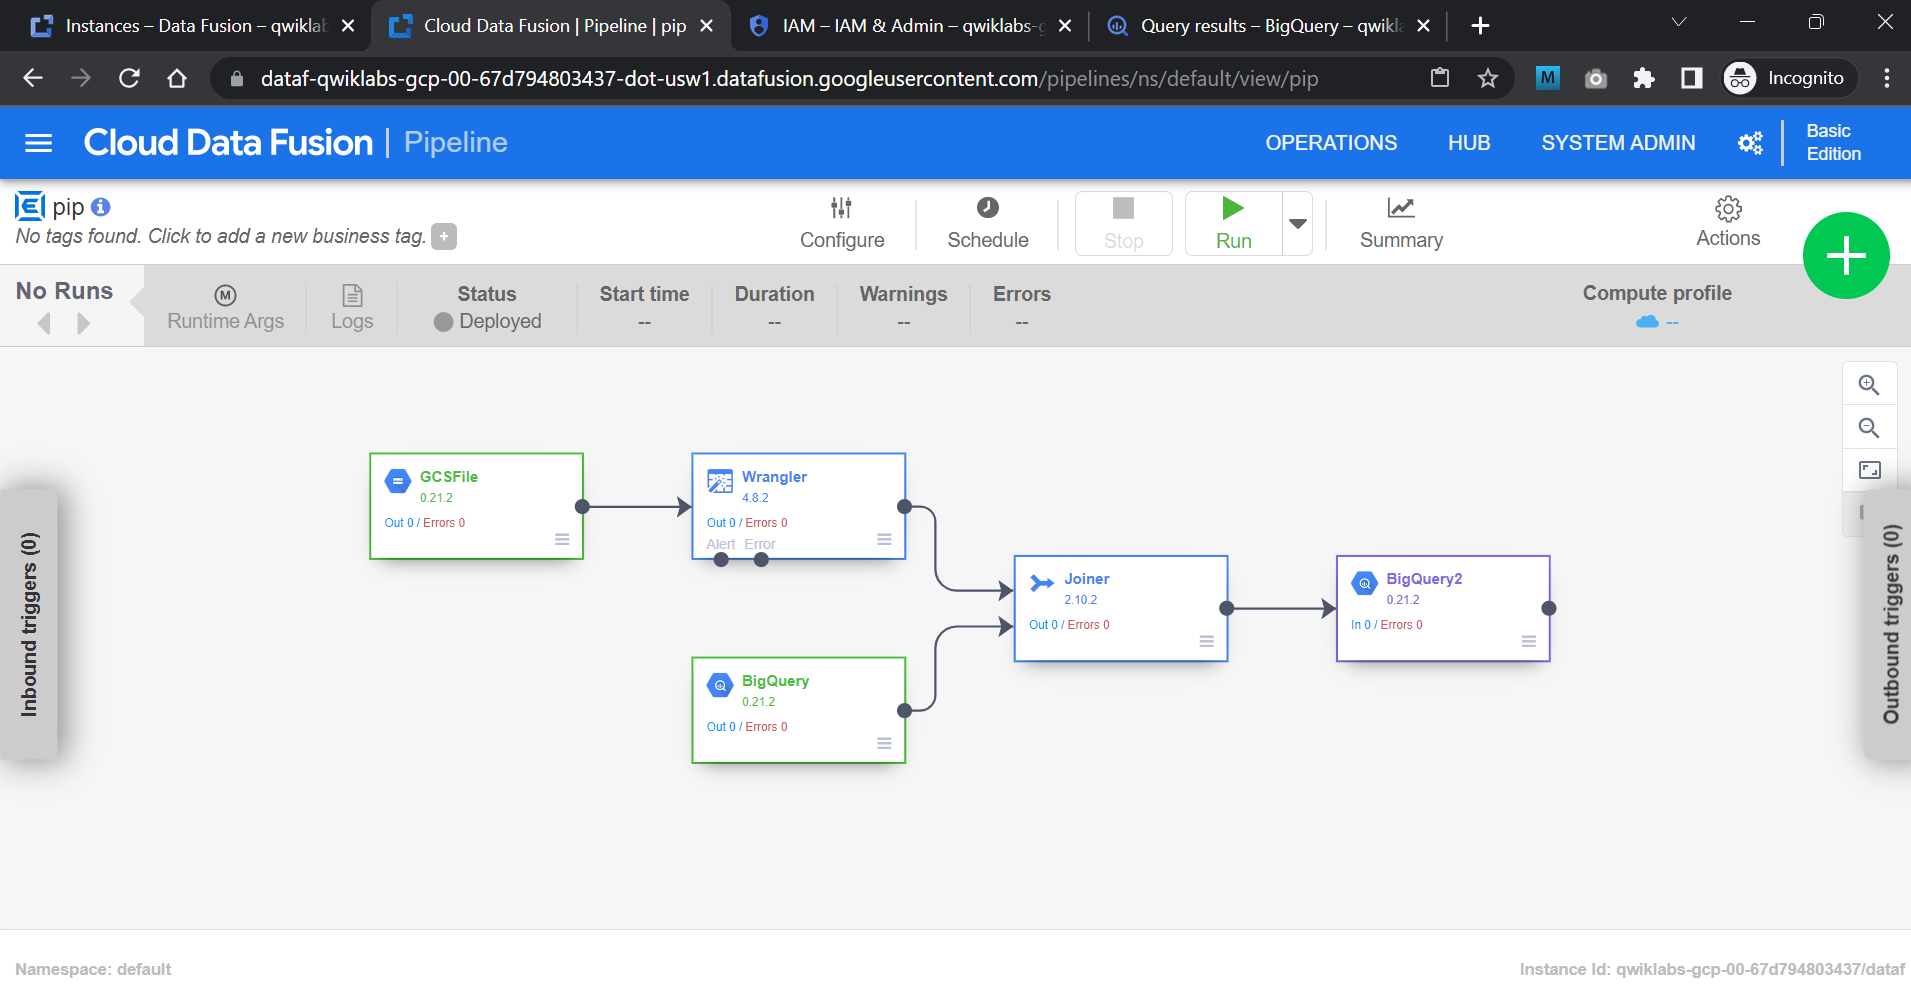 Instances – Data Fusion – qwiklab
Cloud Data Fusion | Pipeline | pip
IAM – IAM & Admin – qwiklabs-g
Query results – BigQuery – qwikla
dataf-qwiklabs-gcp-00-67d794803437-dot-usw1.datafusion.googleusercontent.com/pipelines/ns/default/view/pip
M
Incognito
Cloud Data Fusion | Pipeline
OPERATIONS
HUB
SYSTEM ADMIN
Basic
Edition
pip
No tags found. Click to add a new business tag.
Configure
Schedule
Stop
Run
Summary
Actions
No Runs
M
Runtime Args
Logs
Status
Deployed
Start time
--
Duration
--
Warnings
--
Errors
--
Compute profile
--
GCSFile
0.21.2
Out 0 / Errors 0
Wrangler
4.8.2
Out 0 / Errors 0
Alert Error
Joiner
2.10.2
Out 0 / Errors 0
BigQuery2
0.21.2
In 0 / Errors 0
BigQuery
0.21.2
Out 0 / Errors 0
Inbound triggers (0)
Outbound triggers (0)
Namespace: default
Instance Id: qwiklabs-gcp-00-67d794803437/dataf